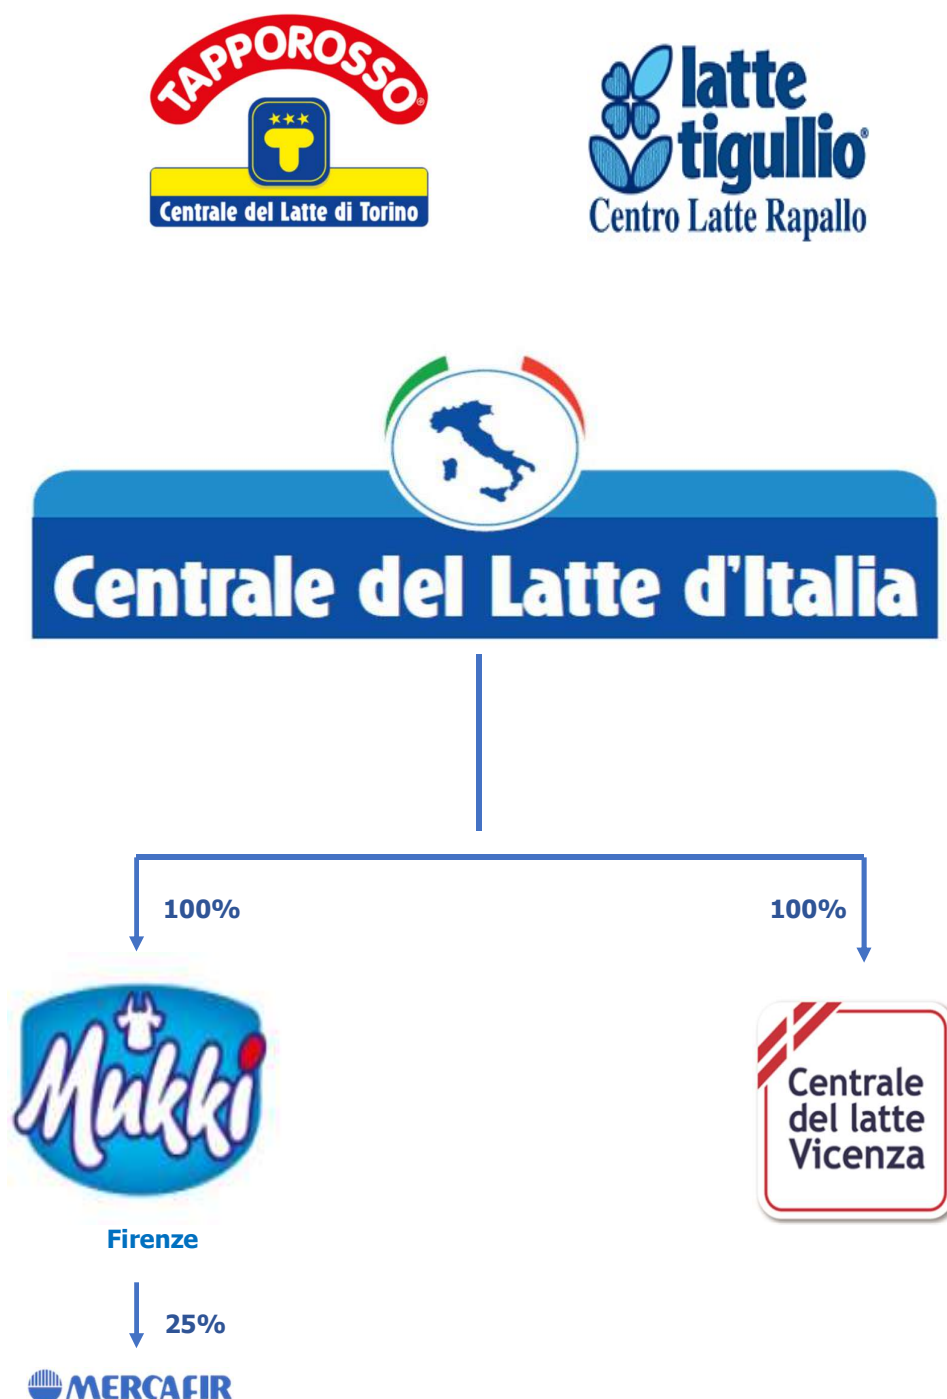 TAPPOROSSO
Centrale del Latte di Torino
latte
tigullio
Centro Latte Rapallo
Centrale del Latte d'Italia
100%
100%
Mukki
Centrale
del latte
Vicenza
Firenze
25%
MERCAFIR